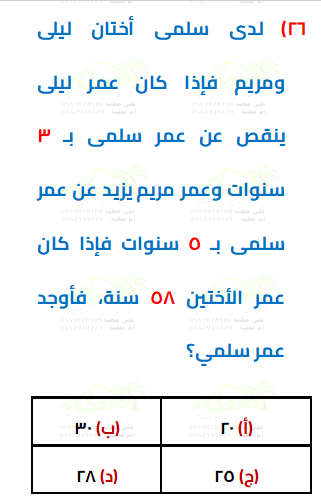 ٢٦) لدى سلمى أختان ليلى
ومريم فإذا كان عمر ليلى
ينقص عن عمر سلمى بـ ٣
سنوات وعمر مريم يزيد عن عمر
سلمى بـ ٥ سنوات فإذا كان
عمر الأختين ٥٨ سنة، فأوجد
عمر سلمي؟
(أ) ٢٠ (ب) ٣٠
(ج) ٢٥ (د) ٢٨